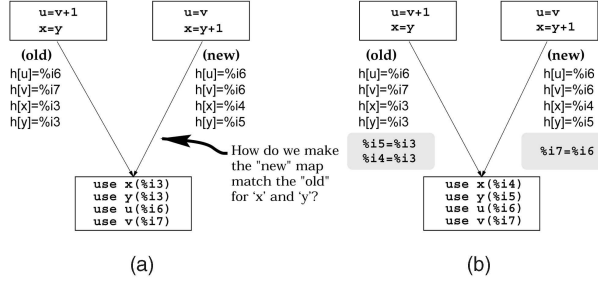 u=v+1
x=y
u=v
x=y+1
(old)
h[u]=%i6
h[v]=%i7
h[x]=%i3
h[y]=%i3
(new)
h[u]=%i6
h[v]=%i6
h[x]=%i4
h[y]=%i5
How do we make
the "new" map
match the "old"
for 'x' and 'y'?
use x(%i3)
use y(%i3)
use u(%i6)
use v(%i7)
(a)
u=v+1
x=y
u=v
x=y+1
(old)
h[u]=%i6
h[v]=%i7
h[x]=%i3
h[y]=%i3
%i5=%i3
%i4=%i3
(new)
h[u]=%i6
h[v]=%i6
h[x]=%i4
h[y]=%i5
%i7=%i6
use x(%i4)
use y(%i5)
use u(%i6)
use v(%i7)
(b)